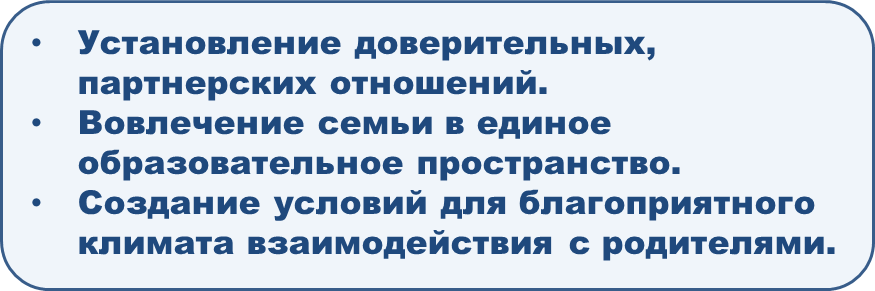 • Установление доверительных,
партнерских отношений.
• Вовлечение семьи в единое
образовательное пространство.
• Создание условий для благоприятного
климата взаимодействия с родителями.